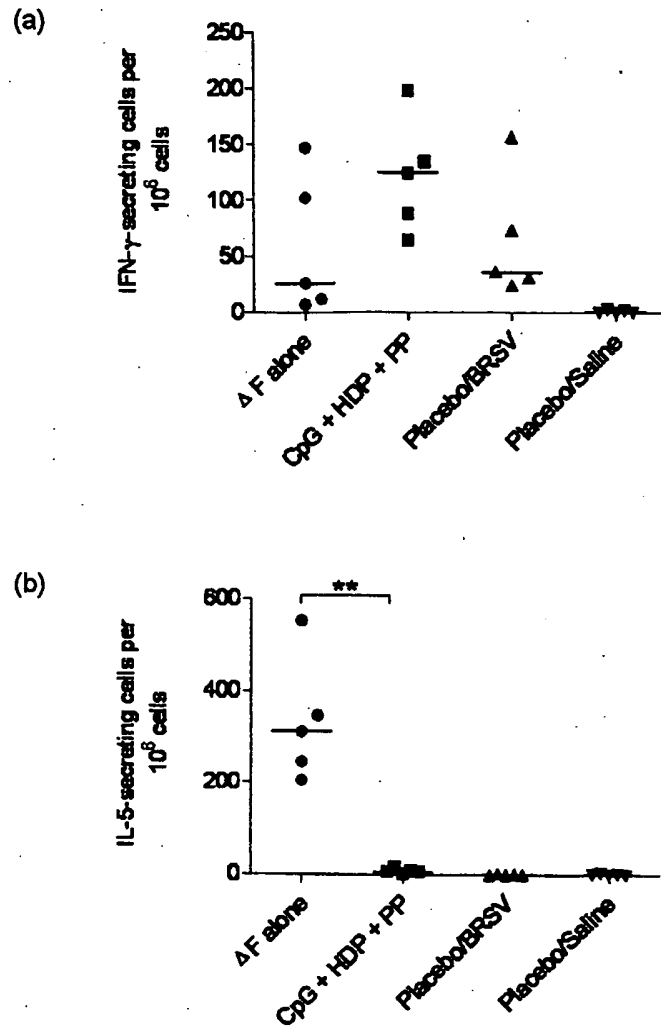 (a)
IFN-γ-secreting cells per
10⁶ cells
250
200
150
100
50
0
Δ F alone
CpG + HDP + PP
Placebo/BRSV
Placebo/Saline
(b)
IL-5-secreting cells per
10⁶ cells
600
400
200
0
**
Δ F alone
CpG + HDP + PP
Placebo/BRSV
Placebo/Saline